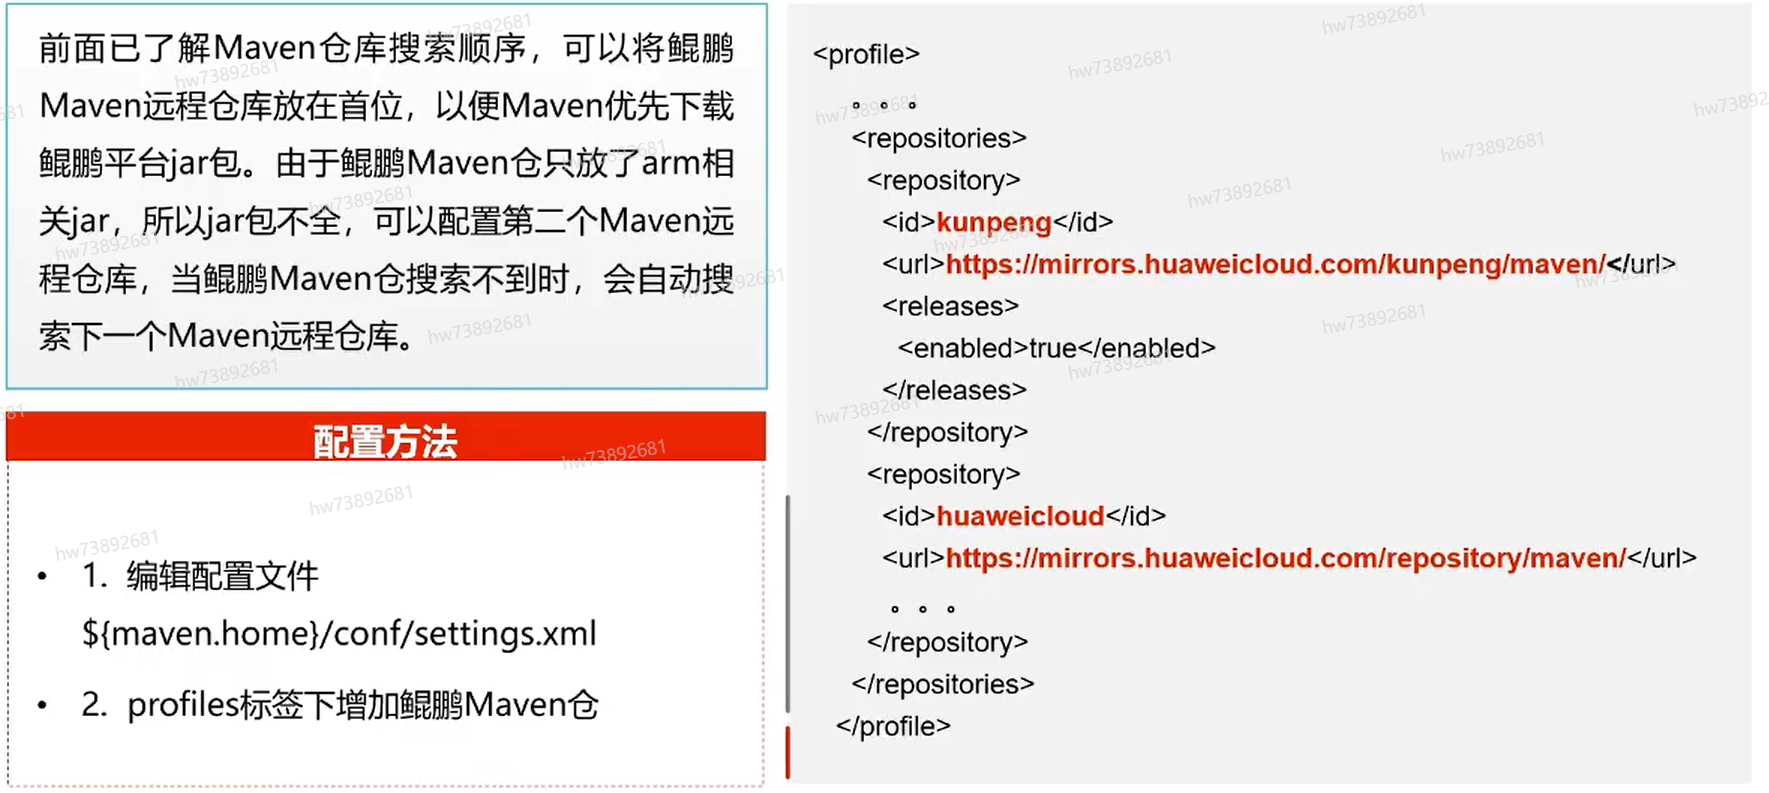 前面已了解Maven仓库搜索顺序，可以将鲲鹏
Maven远程仓库放在首位，以便Maven优先下载
鲲鹏平台jar包。由于鲲鹏Maven仓只放了arm相
关jar，所以jar包不全，可以配置第二个Maven远
程仓库，当鲲鹏Maven仓搜索不到时，会自动搜
索下一个Maven远程仓库。
配置方法
• 1. 编辑配置文件
${maven.home}/conf/settings.xml
• 2. profiles标签下增加鲲鹏Maven仓
<profile>
。。。
<repositories>
<repository>
<id>kunpeng</id>
<url>https://mirrors.huaweicloud.com/kunpeng/maven/</url>
<releases>
<enabled>true</enabled>
</releases>
</repository>
<repository>
<id>huaweicloud</id>
<url>https://mirrors.huaweicloud.com/repository/maven/</url>
。。。
</repository>
</repositories>
</profile>
hw73892681